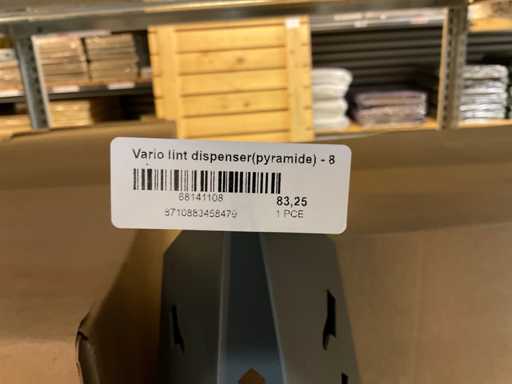 Vario lint dispenser(pyramide) - 8
68141108
83,25
8710883458479
1 PCE